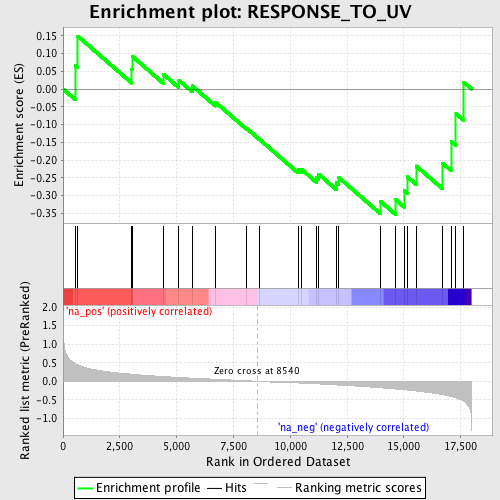 Enrichment plot: RESPONSE_TO_UV
Enrichment score (ES)
0.15
0.10
0.05
0.00
-0.05
-0.10
-0.15
-0.20
-0.25
-0.30
-0.35
'na_pos' (positively correlated)
Ranked list metric (PreRanked)
2.0
1.5
1.0
0.5
0.0
-0.5
-1.0
Zero cross at 8540
'na_neg' (negatively correlated)
0 2,500 5,000 7,500 10,000 12,500 15,000 17,500
Rank in Ordered Dataset
Enrichment profile Hits Ranking metric scores